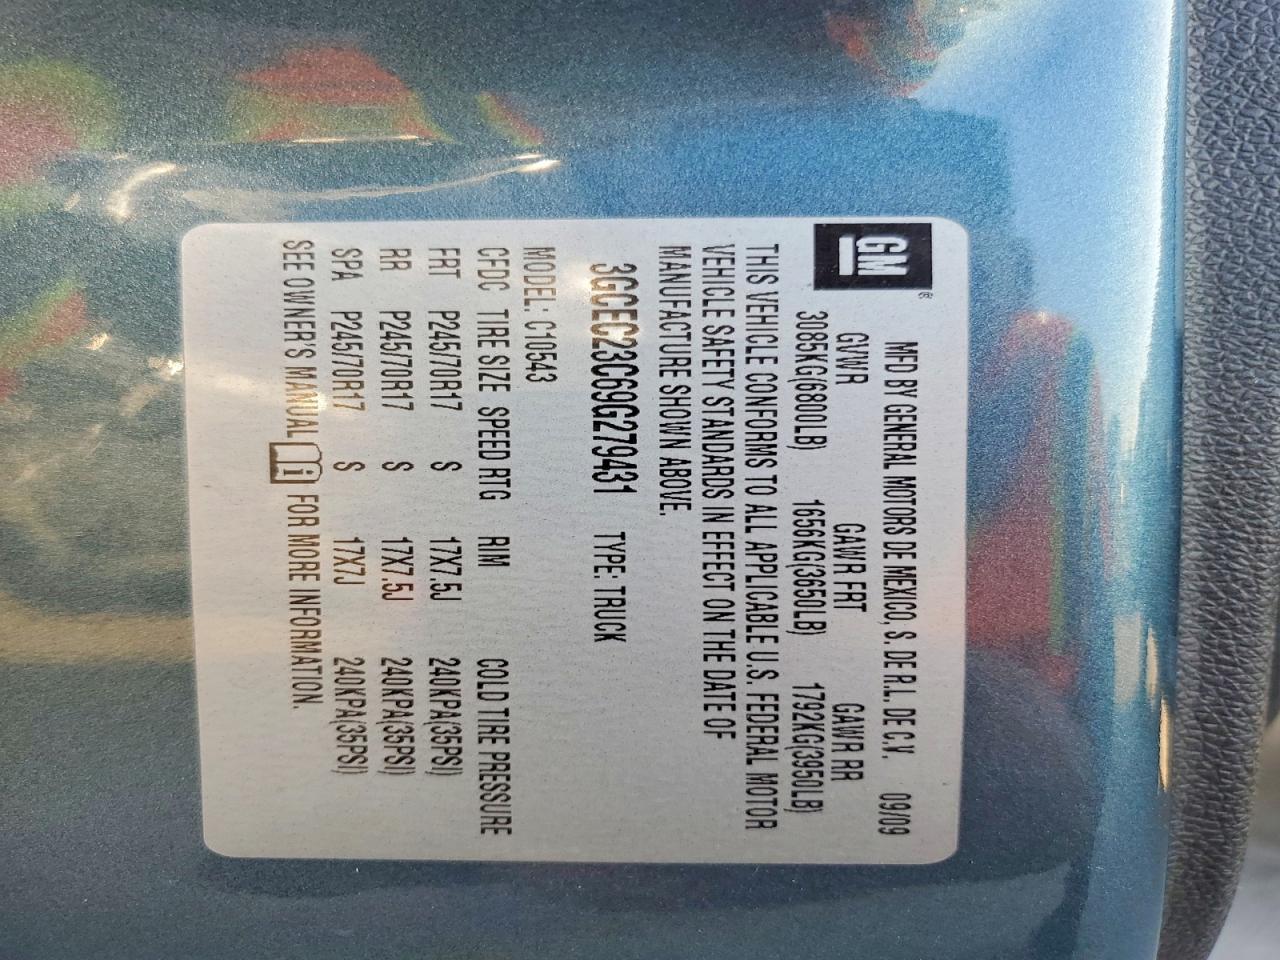 GM®
MFD BY GENERAL MOTORS DE MEXICO, S. DE R.L. DE C.V. 09/09
GVWR GAWR FRT GAWR RR
3085KG(6800LB) 1656KG(3650LB) 1792KG(3950LB)
THIS VEHICLE CONFORMS TO ALL APPLICABLE U.S. FEDERAL MOTOR
VEHICLE SAFETY STANDARDS IN EFFECT ON THE DATE OF
MANUFACTURE SHOWN ABOVE.
3GCEC23C69G279431 TYPE: TRUCK
MODEL: C10543
CFDC TIRE SIZE SPEED RTG RIM COLD TIRE PRESSURE
FRT P245/70R17 S 17X7.5J 240KPA(35PSI)
RR P245/70R17 S 17X7.5J 240KPA(35PSI)
SPA P245/70R17 S 17X7J 240KPA(35PSI)
SEE OWNER'S MANUAL i FOR MORE INFORMATION.